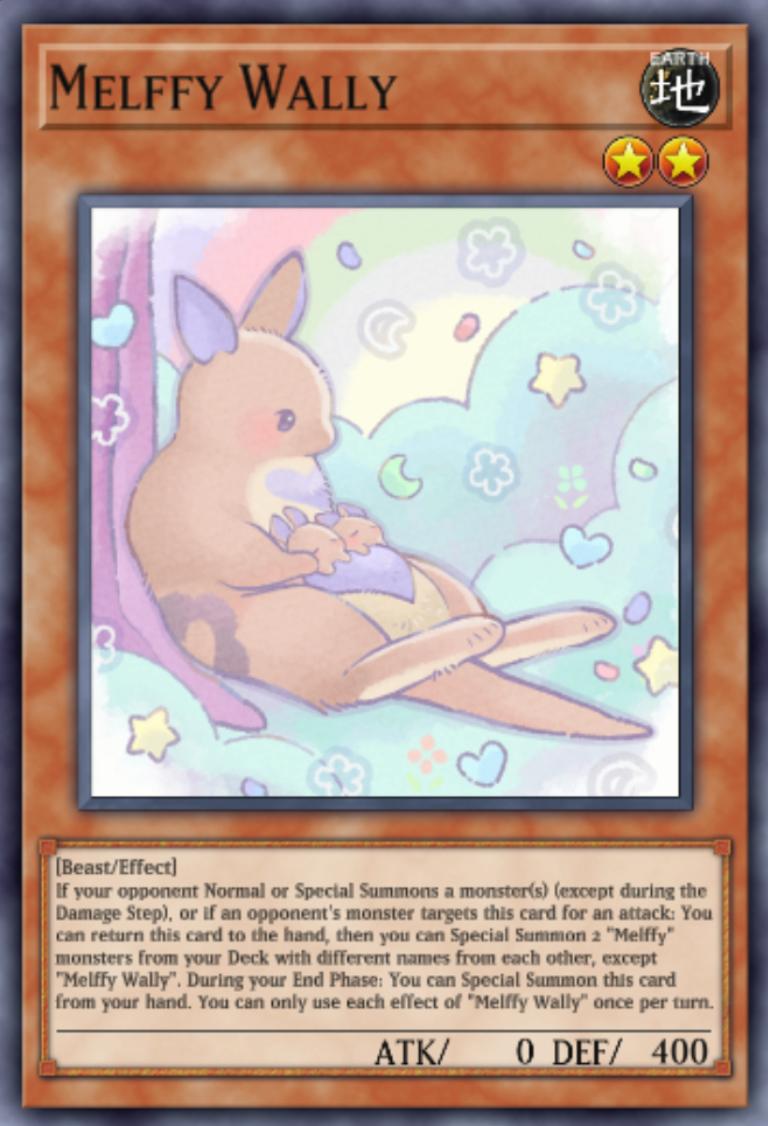 MELFFY WALLY
EARTH
地
[Beast/Effect]
If your opponent Normal or Special Summons a monster(s) (except during the
Damage Step), or if an opponent's monster targets this card for an attack: You
can return this card to the hand, then you can Special Summon 2 "Melffy"
monsters from your Deck with different names from each other, except
"Melffy Wally". During your End Phase: You can Special Summon this card
from your hand. You can only use each effect of "Melffy Wally" once per turn.
ATK/ 0 DEF/ 400